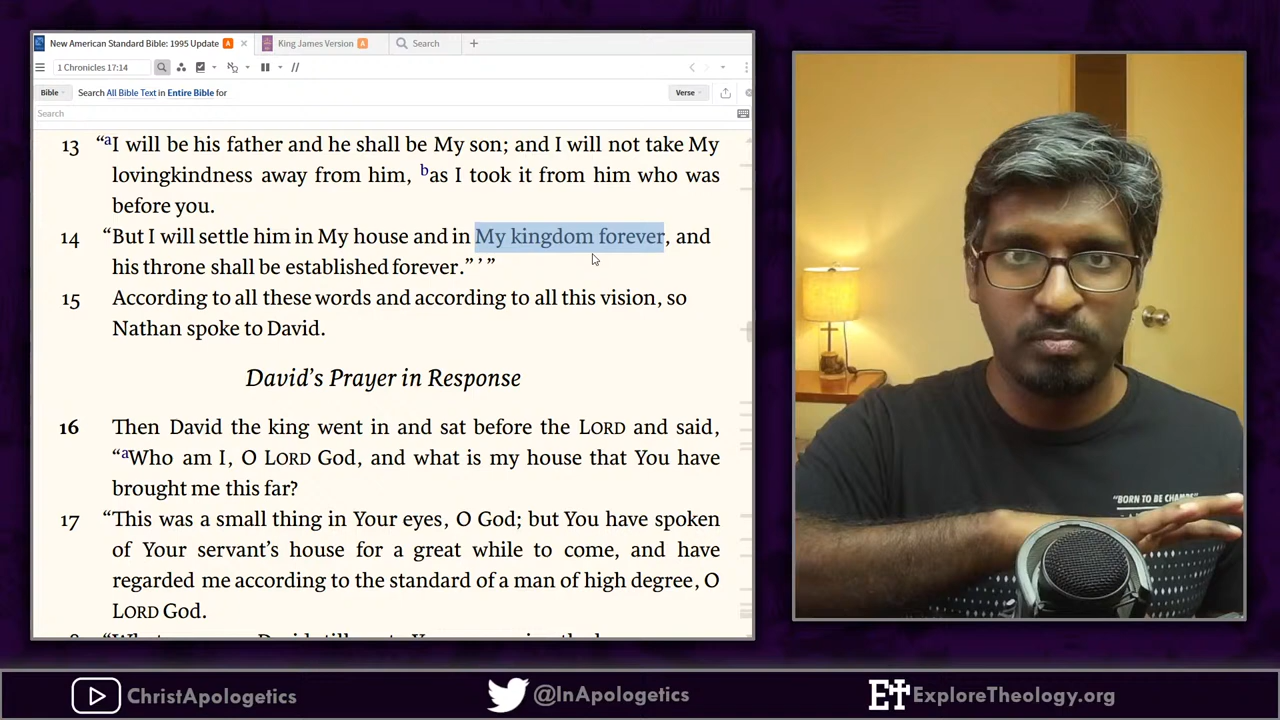 New American Standard Bible: 1995 Update A
King James Version A
Search
1 Chronicles 17:14
Bible
Search All Bible Text in Entire Bible for
Verse
Search
13 “aI will be his father and he shall be My son; and I will not take My
lovingkindness away from him, bas I took it from him who was
before you.
14 “But I will settle him in My house and in My kingdom forever, and
his throne shall be established forever.” ’ ”
15 According to all these words and according to all this vision, so
Nathan spoke to David.
David’s Prayer in Response
16 Then David the king went in and sat before the LORD and said,
“aWho am I, O LORD God, and what is my house that You have
brought me this far?
17 “This was a small thing in Your eyes, O God; but You have spoken
of Your servant’s house for a great while to come, and have
regarded me according to the standard of a man of high degree, O
LORD God.
"BORN TO BE CHAMPS"
ChristApologetics
@InApologetics
ET ExploreTheology.org